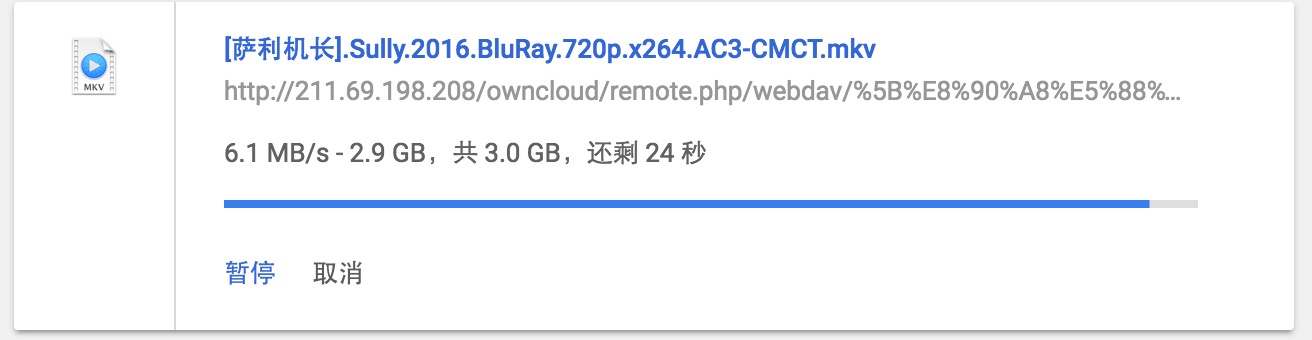 [萨利机长].Sully.2016.BluRay.720p.x264.AC3-CMCT.mkv
MKV
http://211.69.198.208/owncloud/remote.php/webdav/%5B%E8%90%A8%E5%88%...
6.1 MB/s - 2.9 GB，共 3.0 GB，还剩 24 秒
暂停 取消